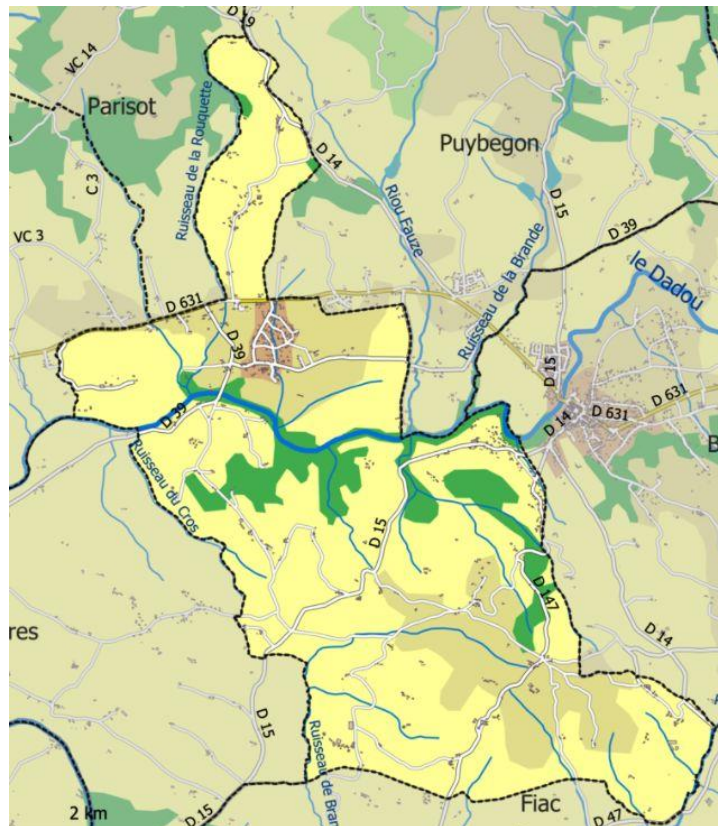 D 19
VC 14
Parisot
Ruisseau de la Rouquette
D 14
Puybegon
C 3
Riou Fauze
D 15
VC 3
Ruisseau de la Brande
D 39
le Dadou
D 631
D 39
D 15
D 631
D 631
D 14
D 39
B
Ruisseau du Cros
D 15
D 147
res
D 14
D 15
Ruisseau de Bran
D 15
2 km
Fiac
D 47